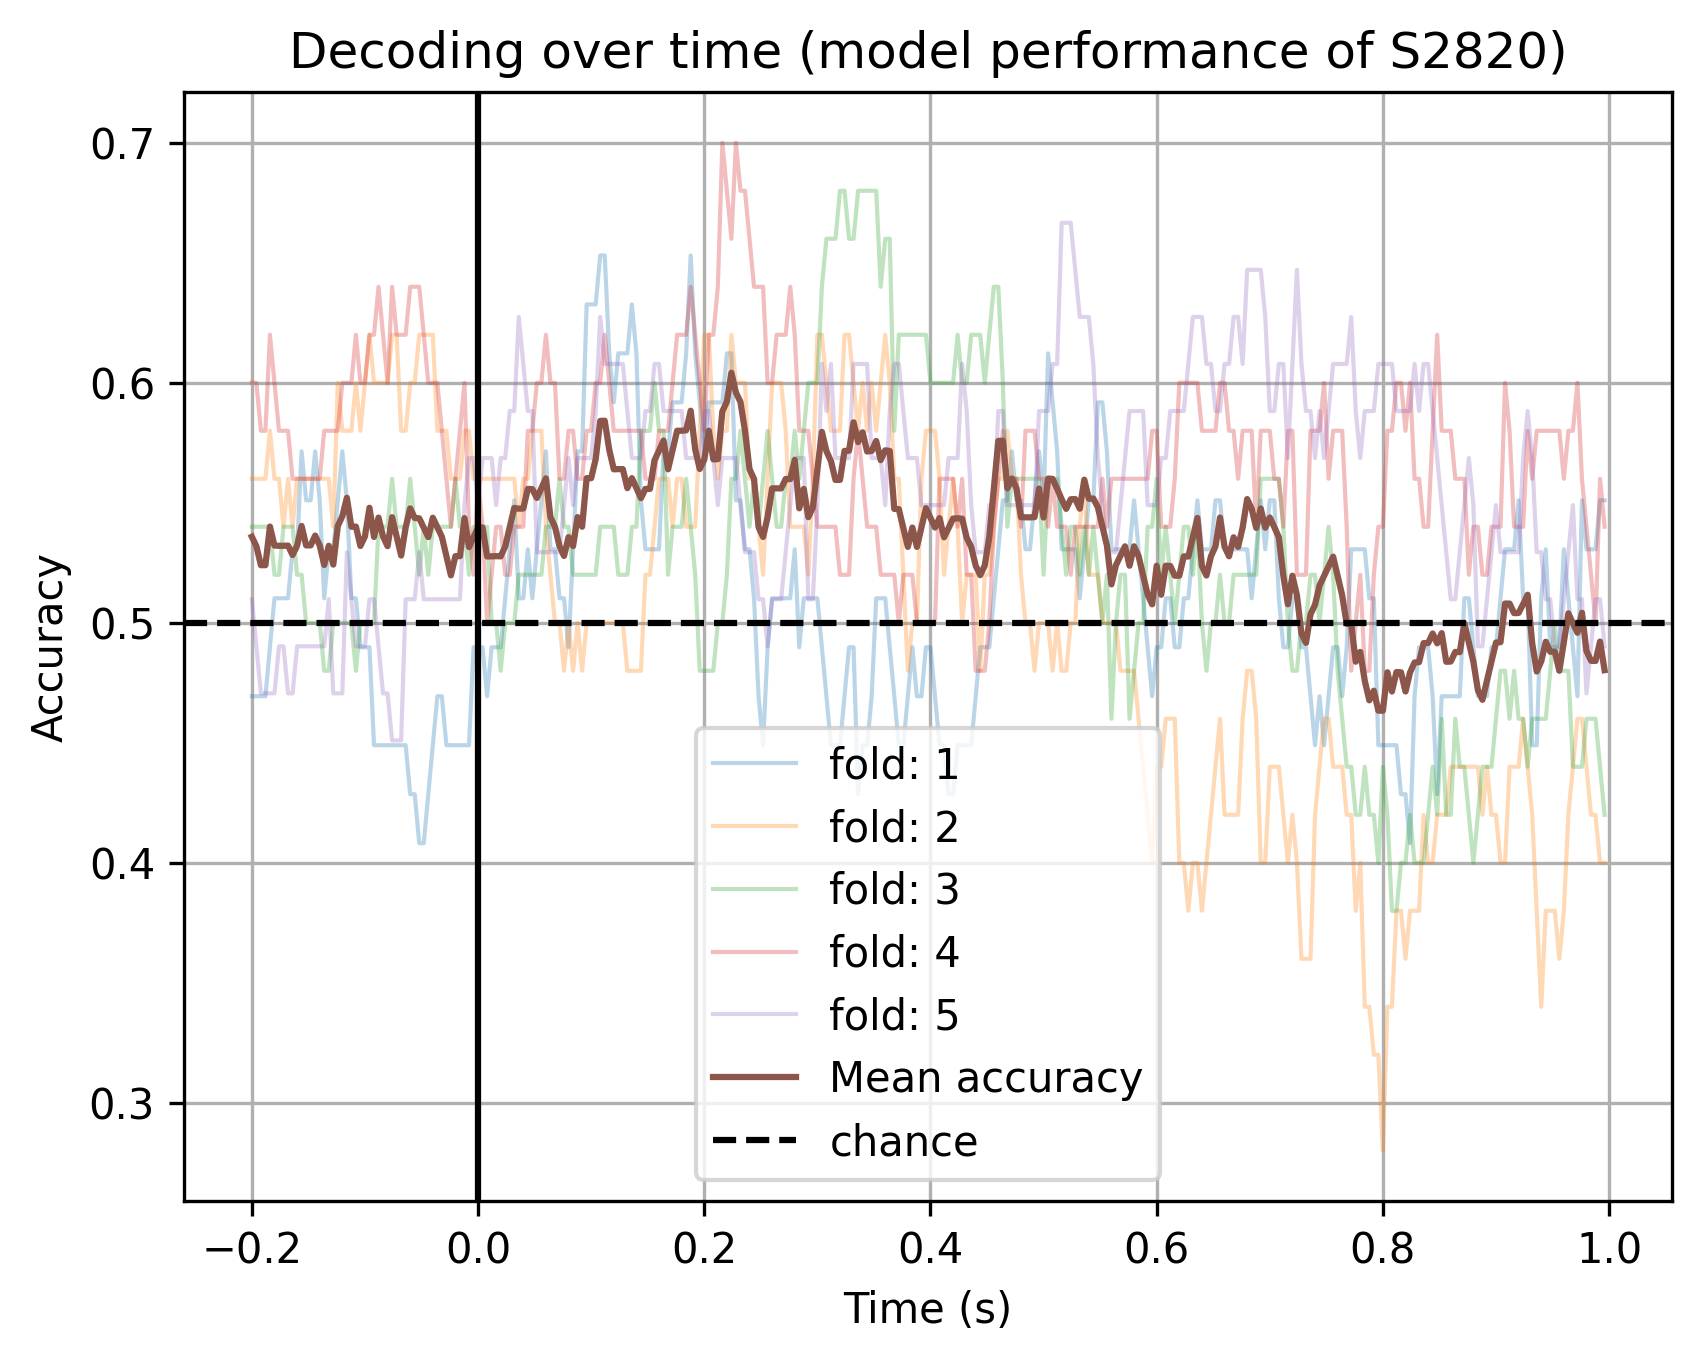 Decoding over time (model performance of S2820)
Accuracy
0.7
0.6
0.5
0.4
0.3
fold: 1
fold: 2
fold: 3
fold: 4
fold: 5
Mean accuracy
chance
−0.2 0.0 0.2 0.4 0.6 0.8 1.0
Time (s)